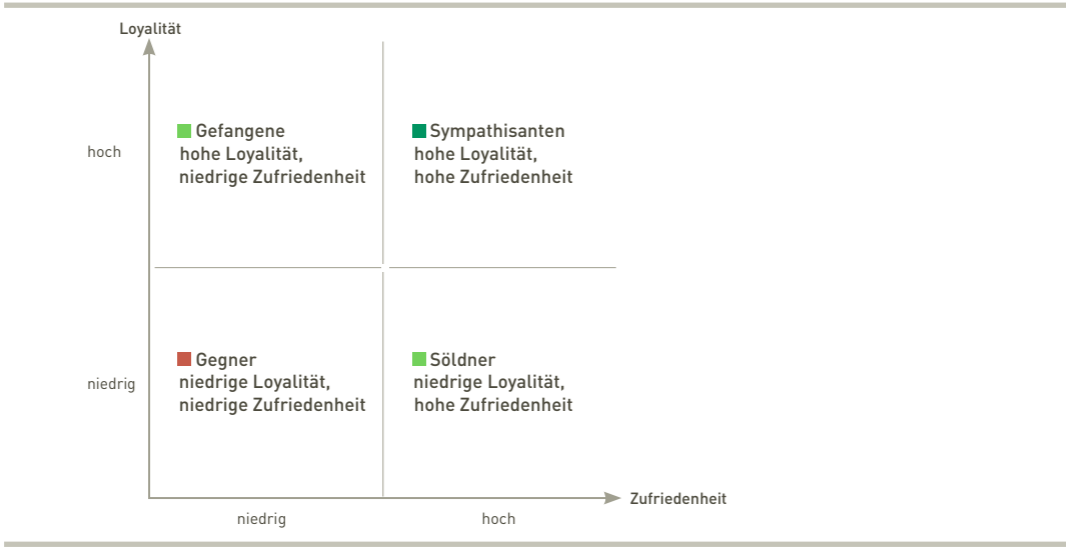 Loyalität
hoch
Gefangene
hohe Loyalität,
niedrige Zufriedenheit
Sympathisanten
hohe Loyalität,
hohe Zufriedenheit
niedrig
Gegner
niedrige Loyalität,
niedrige Zufriedenheit
Söldner
niedrige Loyalität,
hohe Zufriedenheit
Zufriedenheit
niedrig
hoch